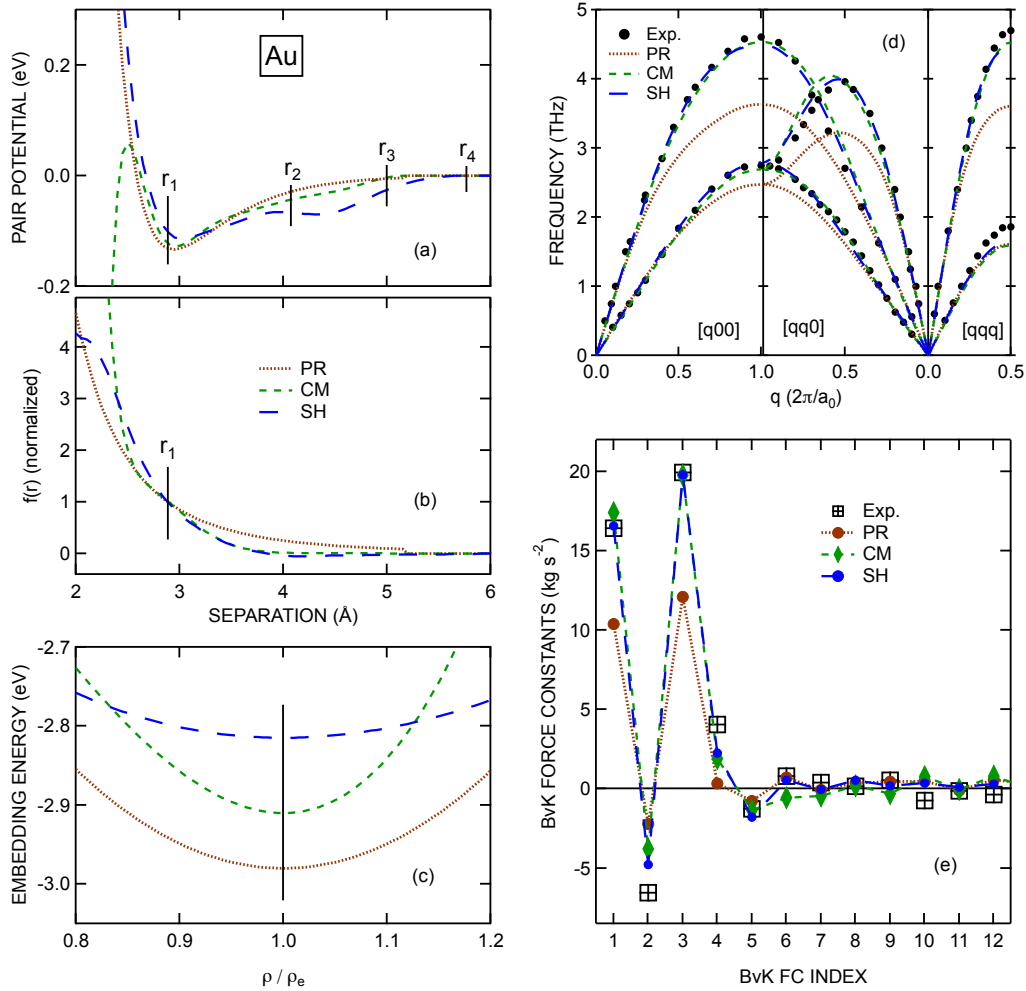 Au
PAIR POTENTIAL (eV)
0.2
0.0
-0.2
r1
r2
r3
r4
(a)
f(r) (normalized)
4
3
2
1
0
PR
CM
SH
r1
(b)
2
3
4
5
6
SEPARATION (Å)
EMBEDDING ENERGY (eV)
-2.7
-2.8
-2.9
-3.0
(c)
0.8
0.9
1.0
1.1
1.2
ρ / ρe
FREQUENCY (THz)
5
4
3
2
1
0
Exp.
PR
CM
SH
(d)
[q00]
[qq0]
[qqq]
0.0
0.5
1.0
0.5
0.0
0.5
q (2π/a0)
BvK FORCE CONSTANTS (kg s-2)
20
15
10
5
0
-5
Exp.
PR
CM
SH
(e)
1 2 3 4 5 6 7 8 9 10 11 12
BvK FC INDEX